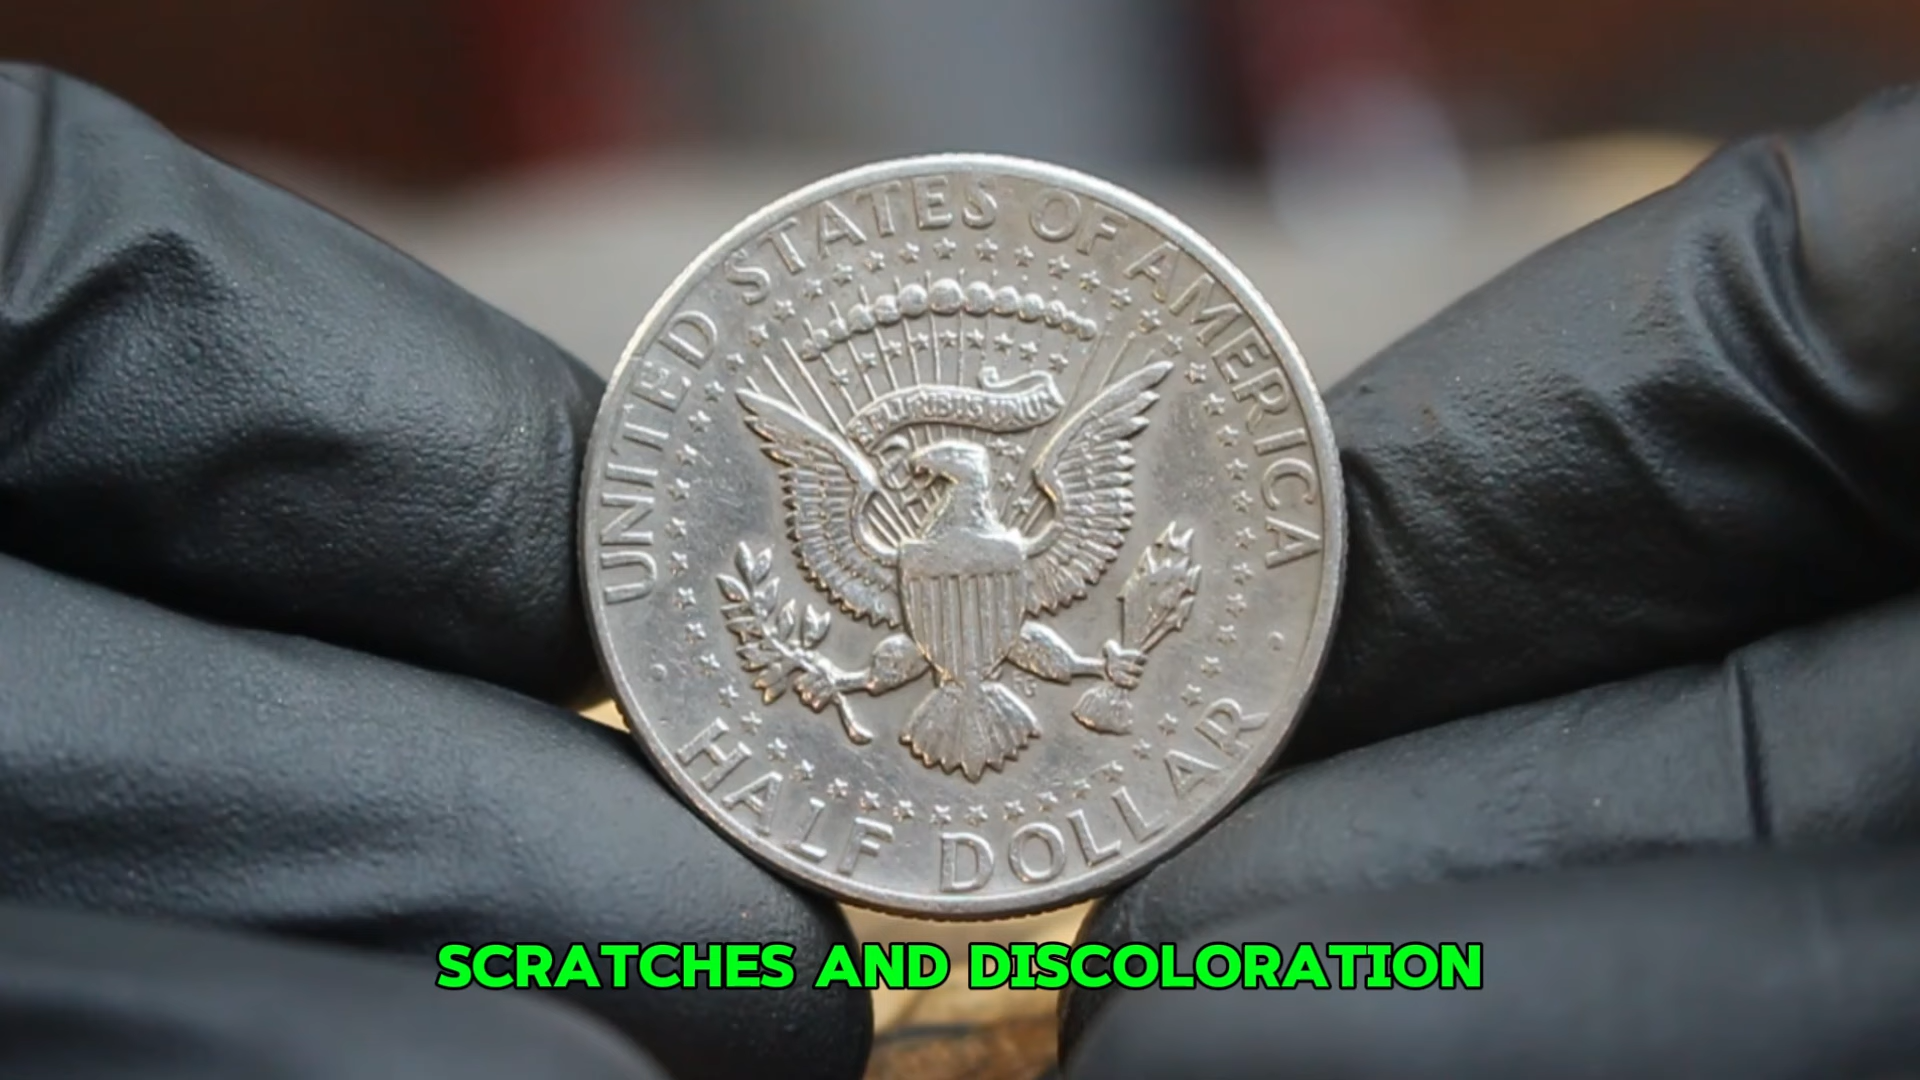 UNITED STATES OF AMERICA
E PLURIBUS UNUM
HALF DOLLAR
SCRATCHES AND DISCOLORATION